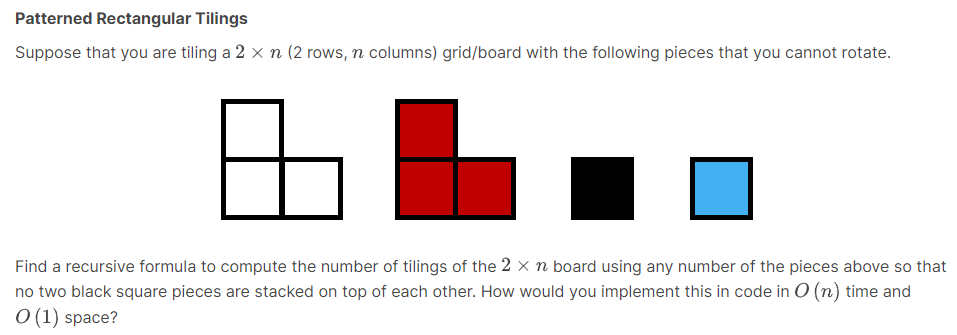 Patterned Rectangular Tilings
Suppose that you are tiling a 2 × n (2 rows, n columns) grid/board with the following pieces that you cannot rotate.
Find a recursive formula to compute the number of tilings of the 2 × n board using any number of the pieces above so that
no two black square pieces are stacked on top of each other. How would you implement this in code in O (n) time and
O (1) space?